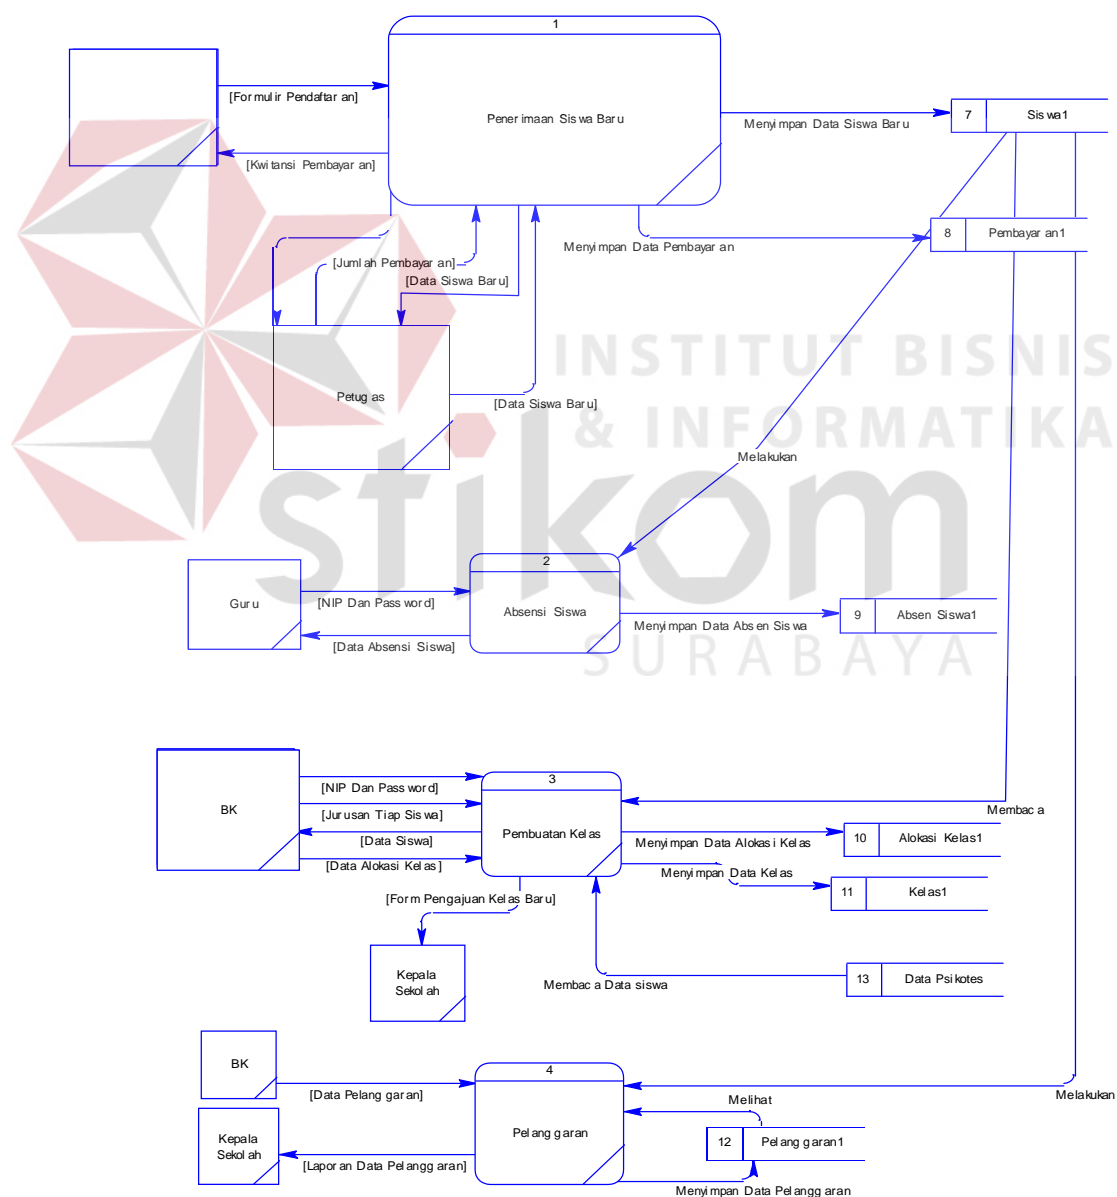 1
[Formulir Pendaftaran]
Penerimaan Siswa Baru
Menyimpan Data Siswa Baru
7 Siswa1
[Kwitansi Pembayaran]
8 Pembayaran1
Menyimpan Data Pembayaran
[Jumlah Pembayaran]
[Data Siswa Baru]
INSTITUT BISNIS
& INFORMATIKA
Petugas
[Data Siswa Baru]
Melakukan
stikom
SURABAYA
2
Guru
[NIP Dan Password]
Absensi Siswa
Menyimpan Data Absen Siswa
9 Absen Siswa1
[Data Absensi Siswa]
3
BK
[NIP Dan Password]
[Jurusan Tiap Siswa]
[Data Siswa]
[Data Alokasi Kelas]
Pembuatan Kelas
Membaca
Menyimpan Data Alokasi Kelas
10 Alokasi Kelas1
Menyimpan Data Kelas
11 Kelas1
[Form Pengajuan Kelas Baru]
Kepala
Sekolah
Membaca Data siswa
13 Data Psikotes
BK
4
[Data Pelanggaran]
Pelanggaran
Melakukan
Melihat
12 Pelanggaran1
Kepala
Sekolah
[Laporan Data Pelanggaran]
Menyimpan Data Pelanggaran